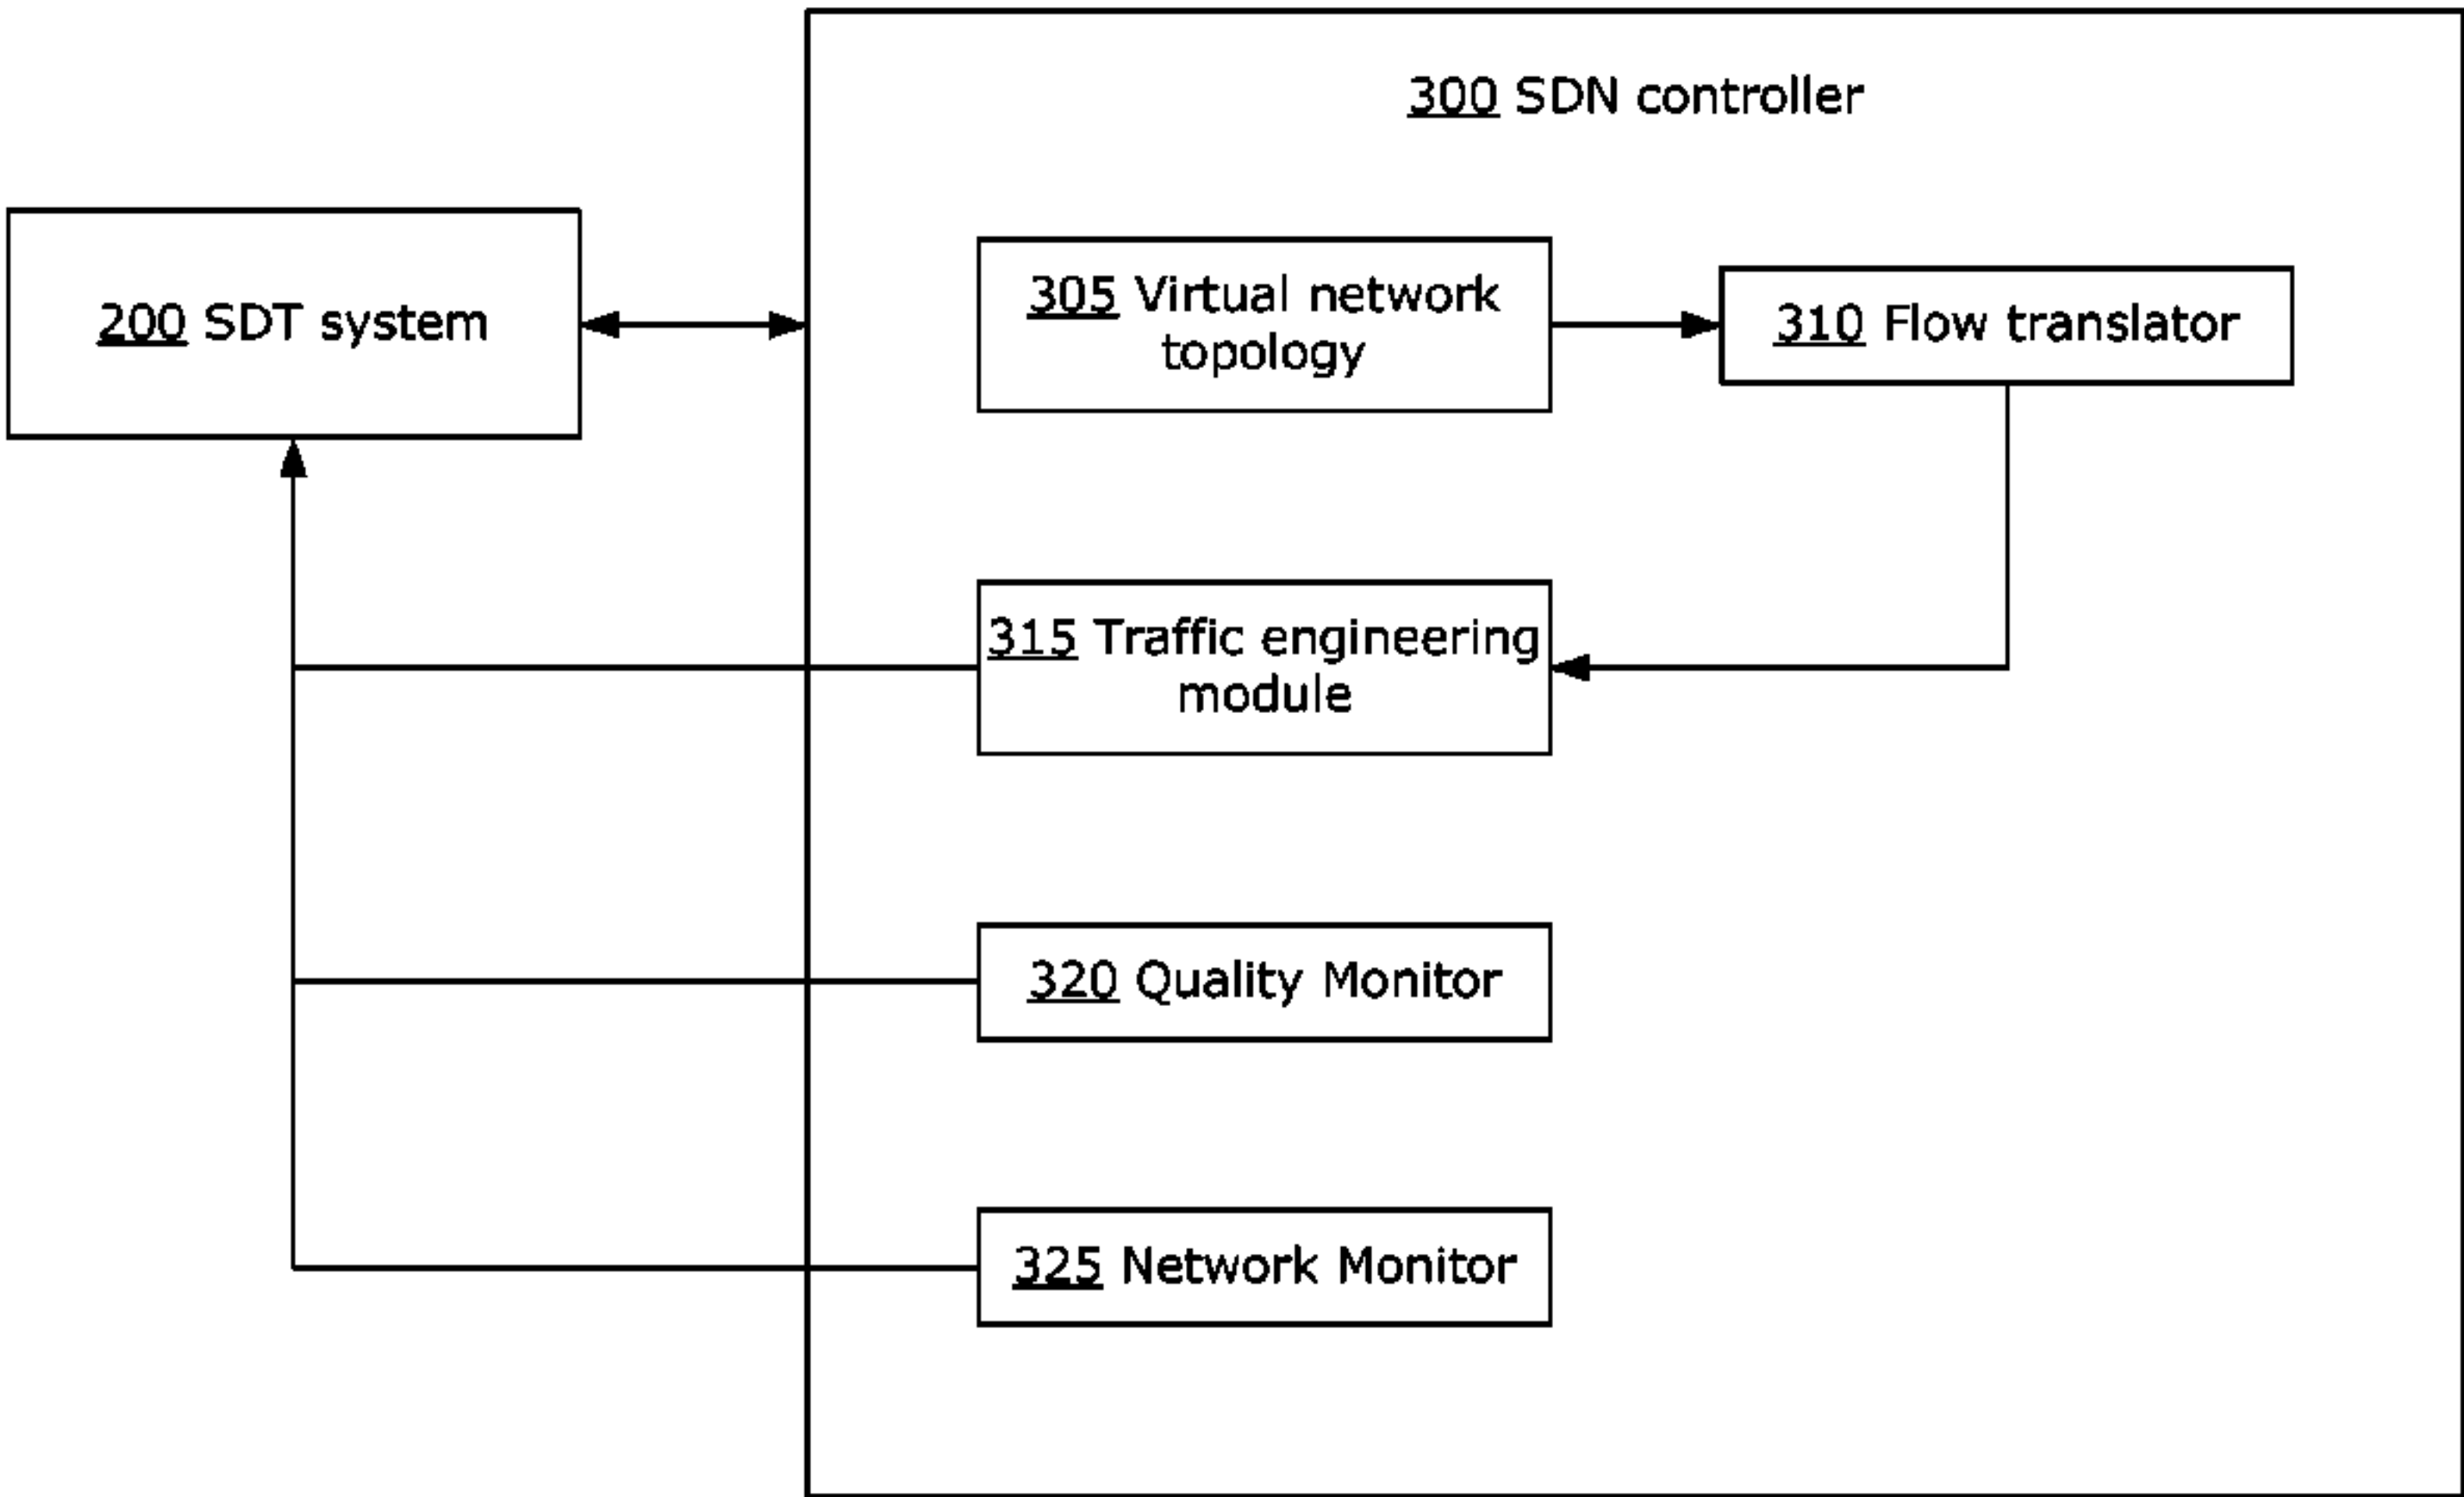 300 SDN controller
200 SDT system
305 Virtual network
topology
310 Flow translator
315 Traffic engineering
module
320 Quality Monitor
325 Network Monitor